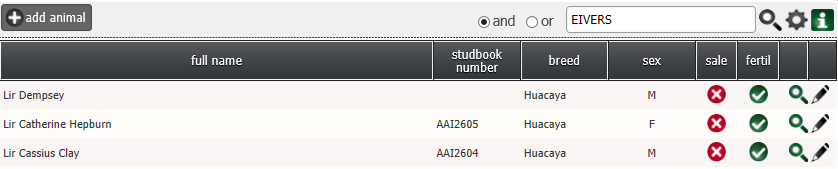 add animal and or EIVERS
full name studbook number breed sex sale fertil
Lir Dempsey Huacaya M
Lir Catherine Hepburn AAI2605 Huacaya F
Lir Cassius Clay AAI2604 Huacaya M